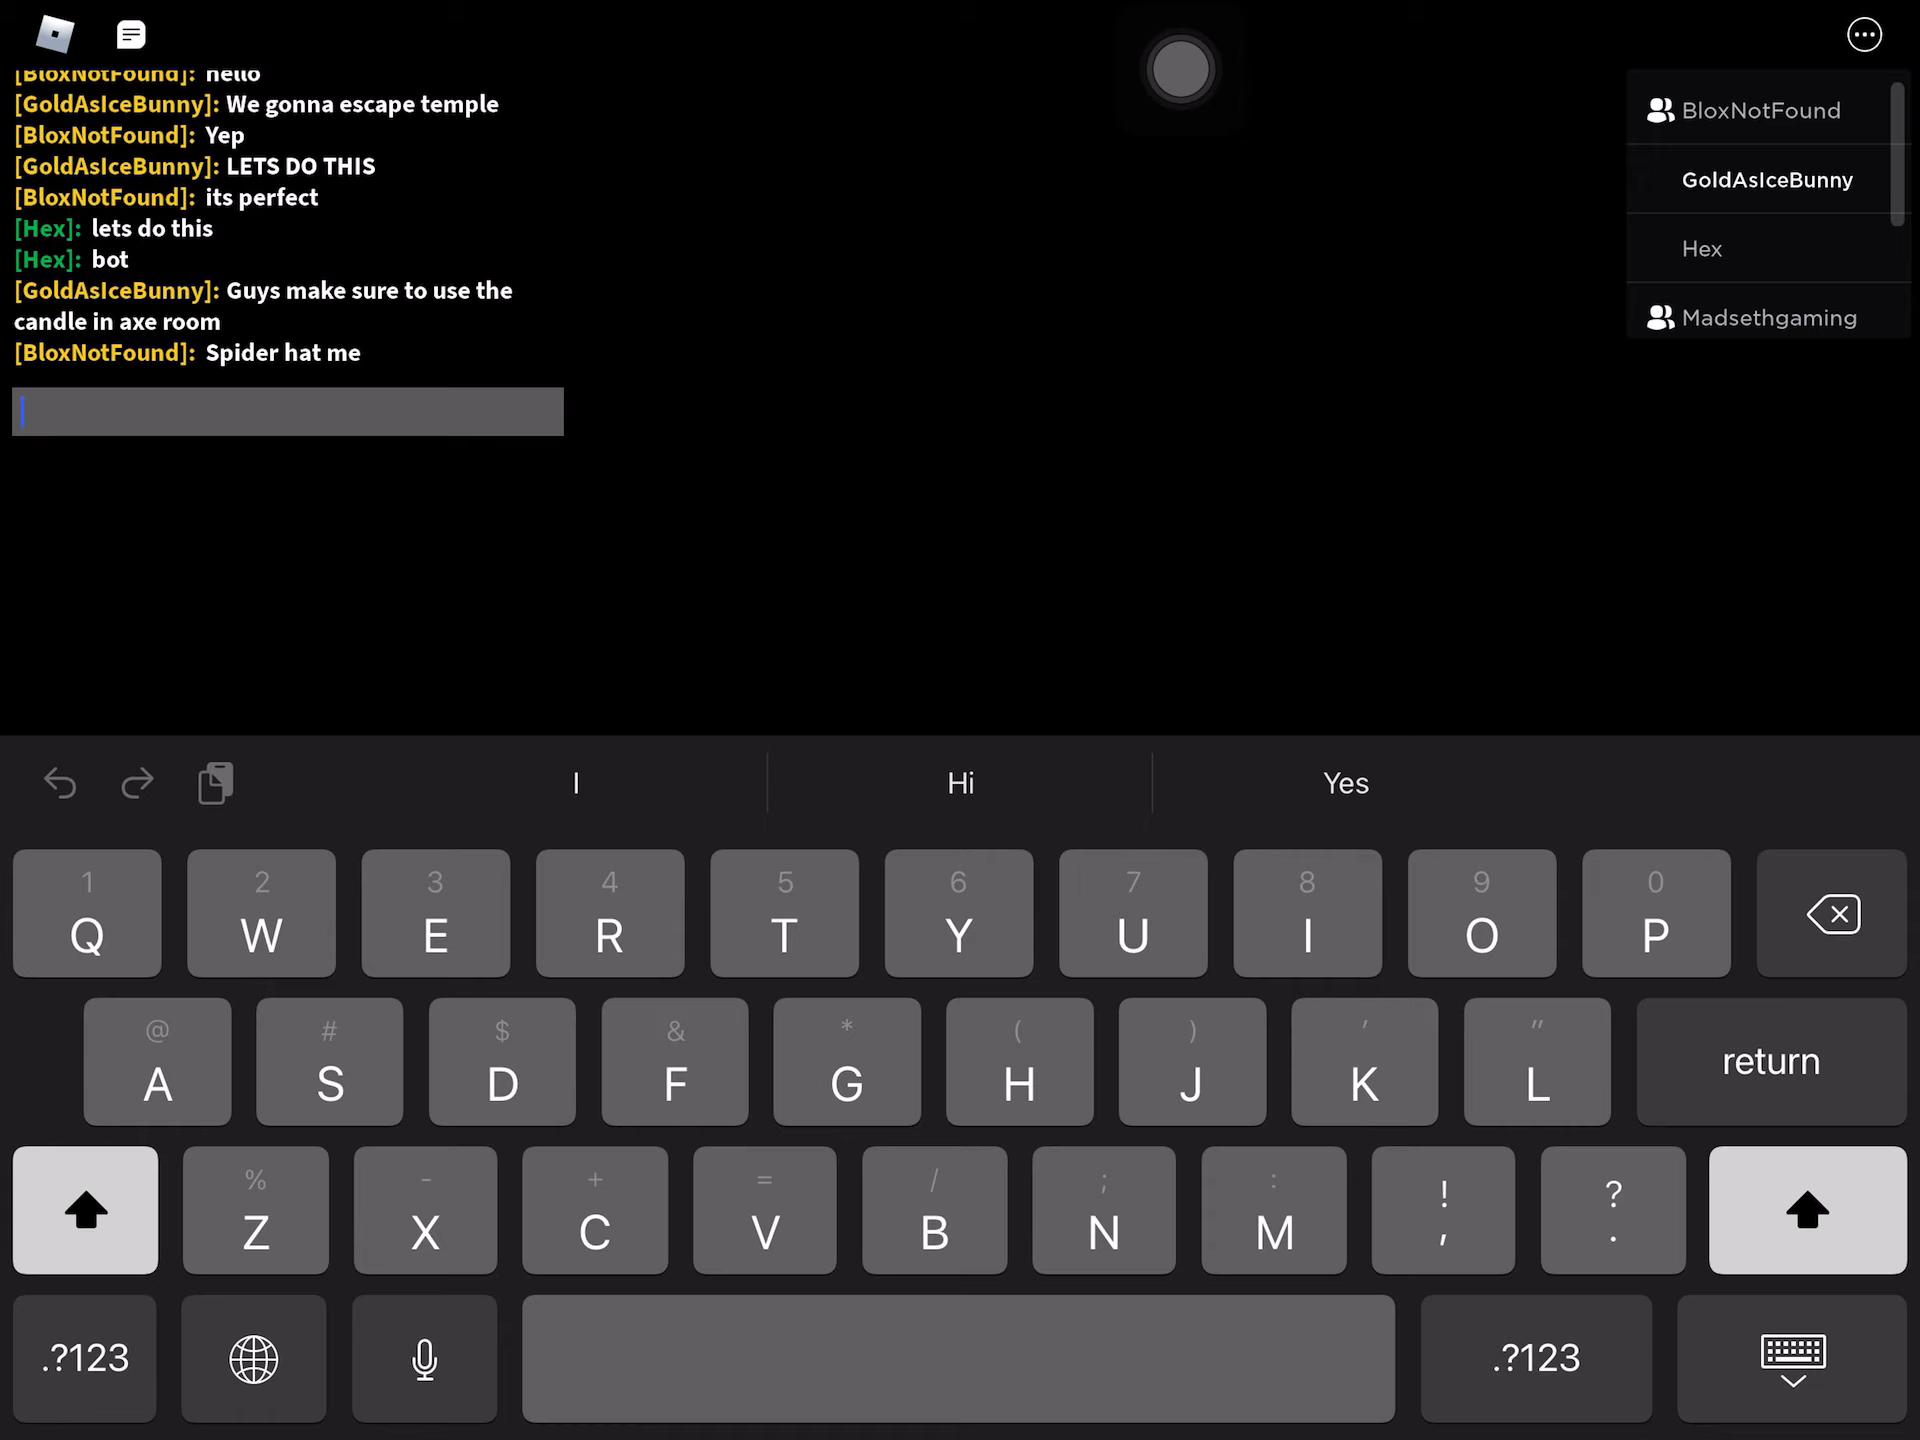 [BloxNotFound]: hello
[GoldAsIceBunny]: We gonna escape temple
[BloxNotFound]: Yep
[GoldAsIceBunny]: LETS DO THIS
[BloxNotFound]: its perfect
[Hex]: lets do this
[Hex]: bot
[GoldAsIceBunny]: Guys make sure to use the
candle in axe room
[BloxNotFound]: Spider hat me
BloxNotFound
GoldAsIceBunny
Hex
Madsethgaming
I Hi Yes
1 2 3 4 5 6 7 8 9 0
Q W E R T Y U I O P
@ # $ & * ( ) ' "
A S D F G H J K L return
% - + = / ; : ! ?
Z X C V B N M , .
.?123 .?123